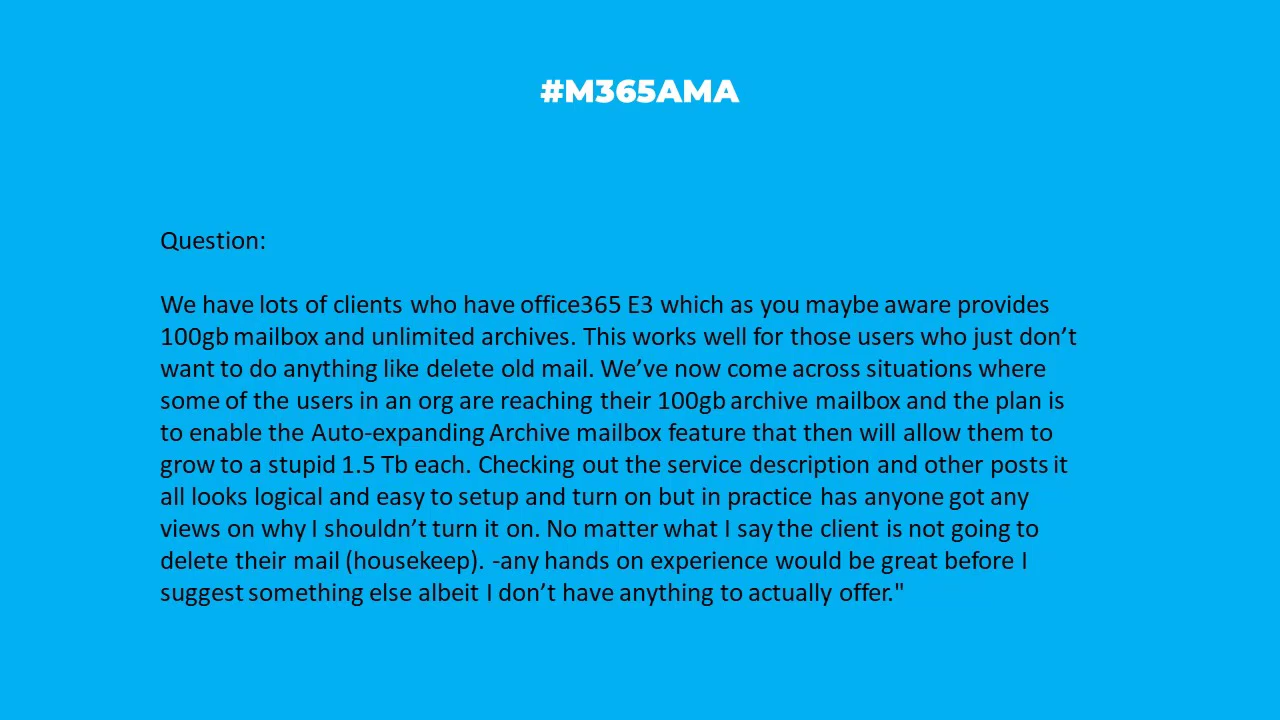 #M365AMA
Question:
We have lots of clients who have office365 E3 which as you maybe aware provides
100gb mailbox and unlimited archives. This works well for those users who just don’t
want to do anything like delete old mail. We’ve now come across situations where
some of the users in an org are reaching their 100gb archive mailbox and the plan is
to enable the Auto-expanding Archive mailbox feature that then will allow them to
grow to a stupid 1.5 Tb each. Checking out the service description and other posts it
all looks logical and easy to setup and turn on but in practice has anyone got any
views on why I shouldn’t turn it on. No matter what I say the client is not going to
delete their mail (housekeep). -any hands on experience would be great before I
suggest something else albeit I don’t have anything to actually offer."